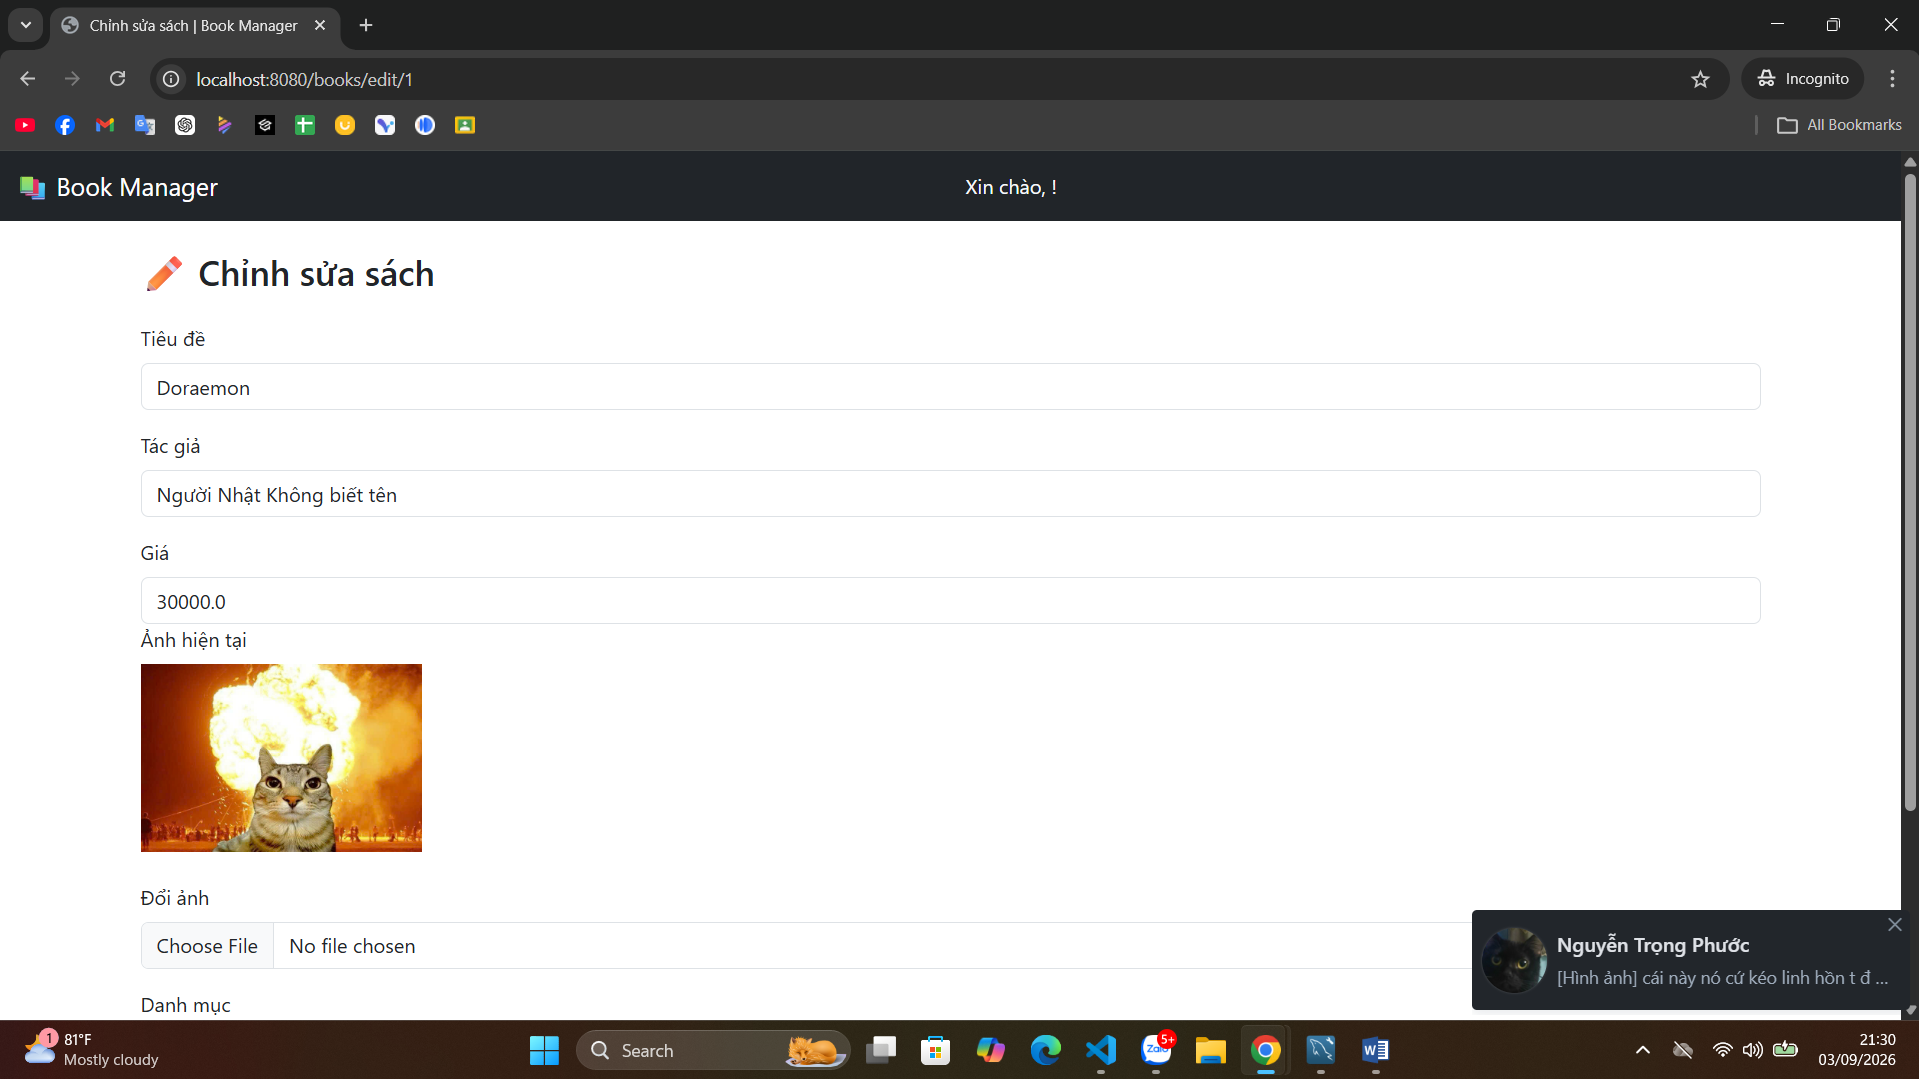 Chỉnh sửa sách | Book Manager
localhost:8080/books/edit/1
Incognito
All Bookmarks
Book Manager
Xin chào, !
Chỉnh sửa sách
Tiêu đề
Doraemon
Tác giả
Người Nhật Không biết tên
Giá
30000.0
Ảnh hiện tại
Đổi ảnh
Choose File No file chosen
Nguyễn Trọng Phước
[Hình ảnh] cái này nó cứ kéo linh hồn t đ ...
Danh mục
1
81°F
Mostly cloudy
Search
Zalo
5+
21:30
03/09/2026